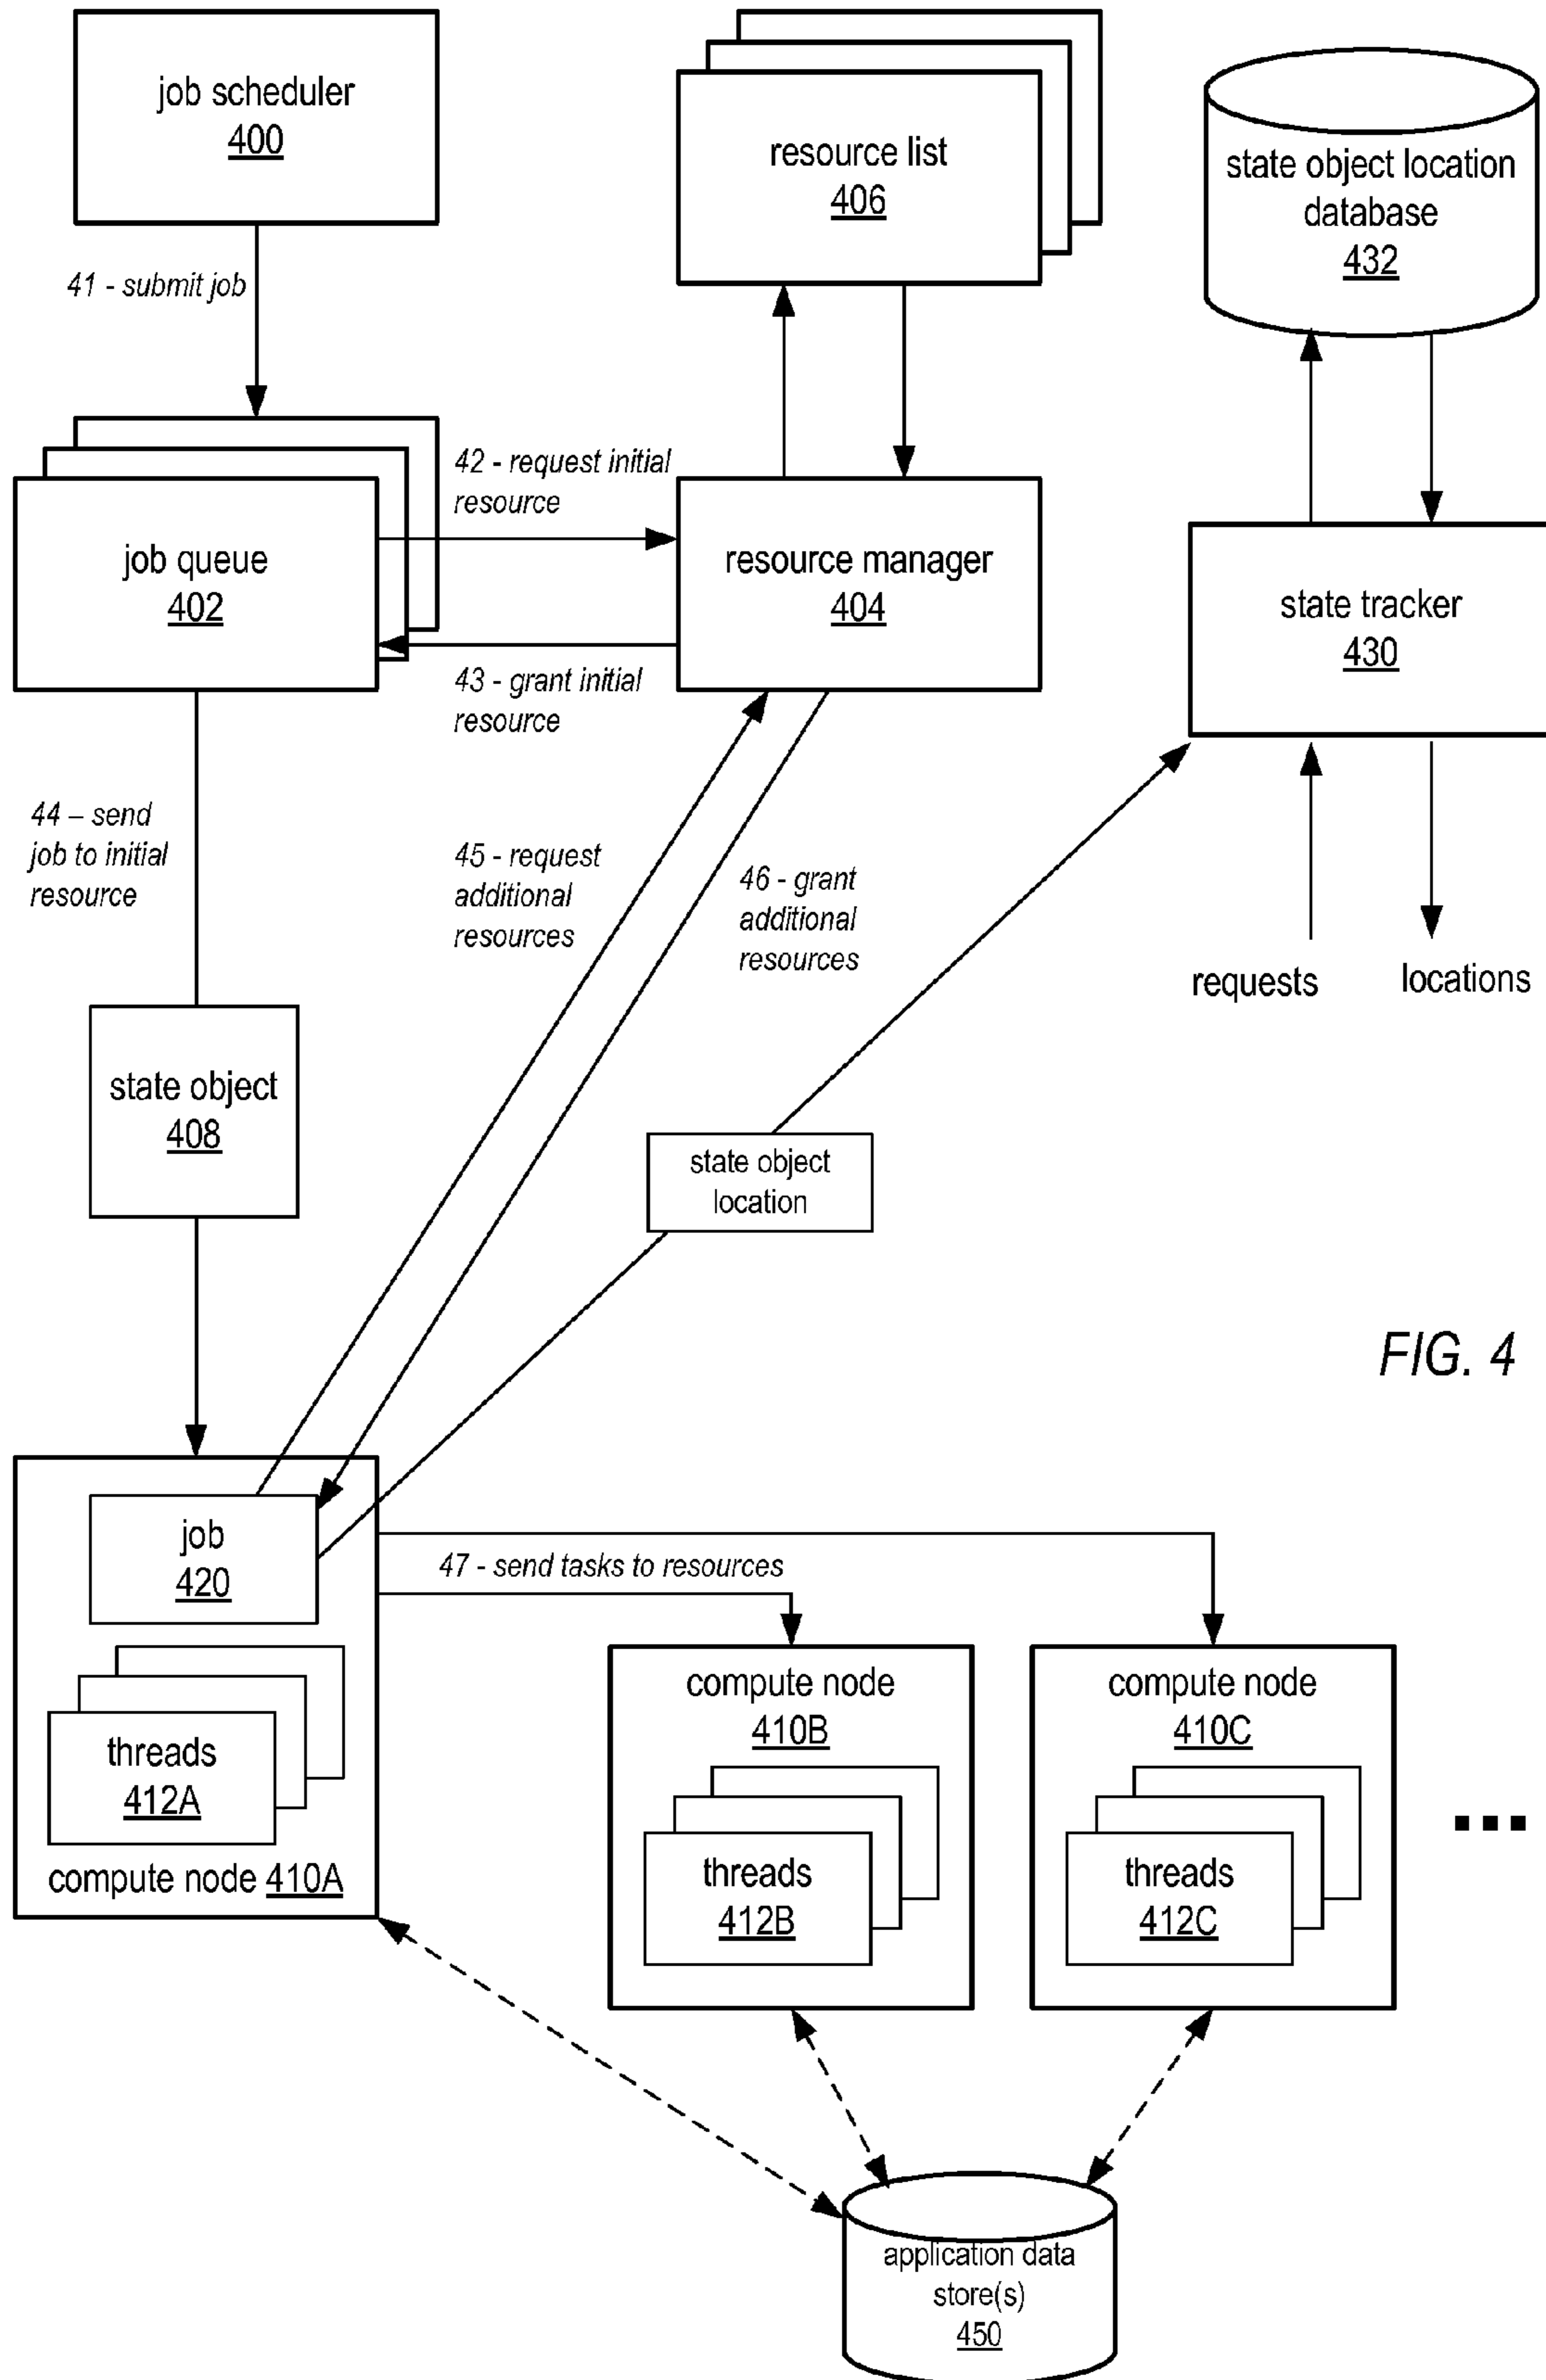 job scheduler
400
resource list
406
state object location
database
432
41 - submit job
42 - request initial
resource
job queue
402
resource manager
404
state tracker
430
43 - grant initial
resource
44 – send
job to initial
resource
45 - request
additional
resources
46 - grant
additional
resources
requests
locations
state object
408
state object
location
FIG. 4
job
420
47 - send tasks to resources
threads
412A
compute node 410A
compute node
410B
threads
412B
compute node
410C
threads
412C
application data
store(s)
450